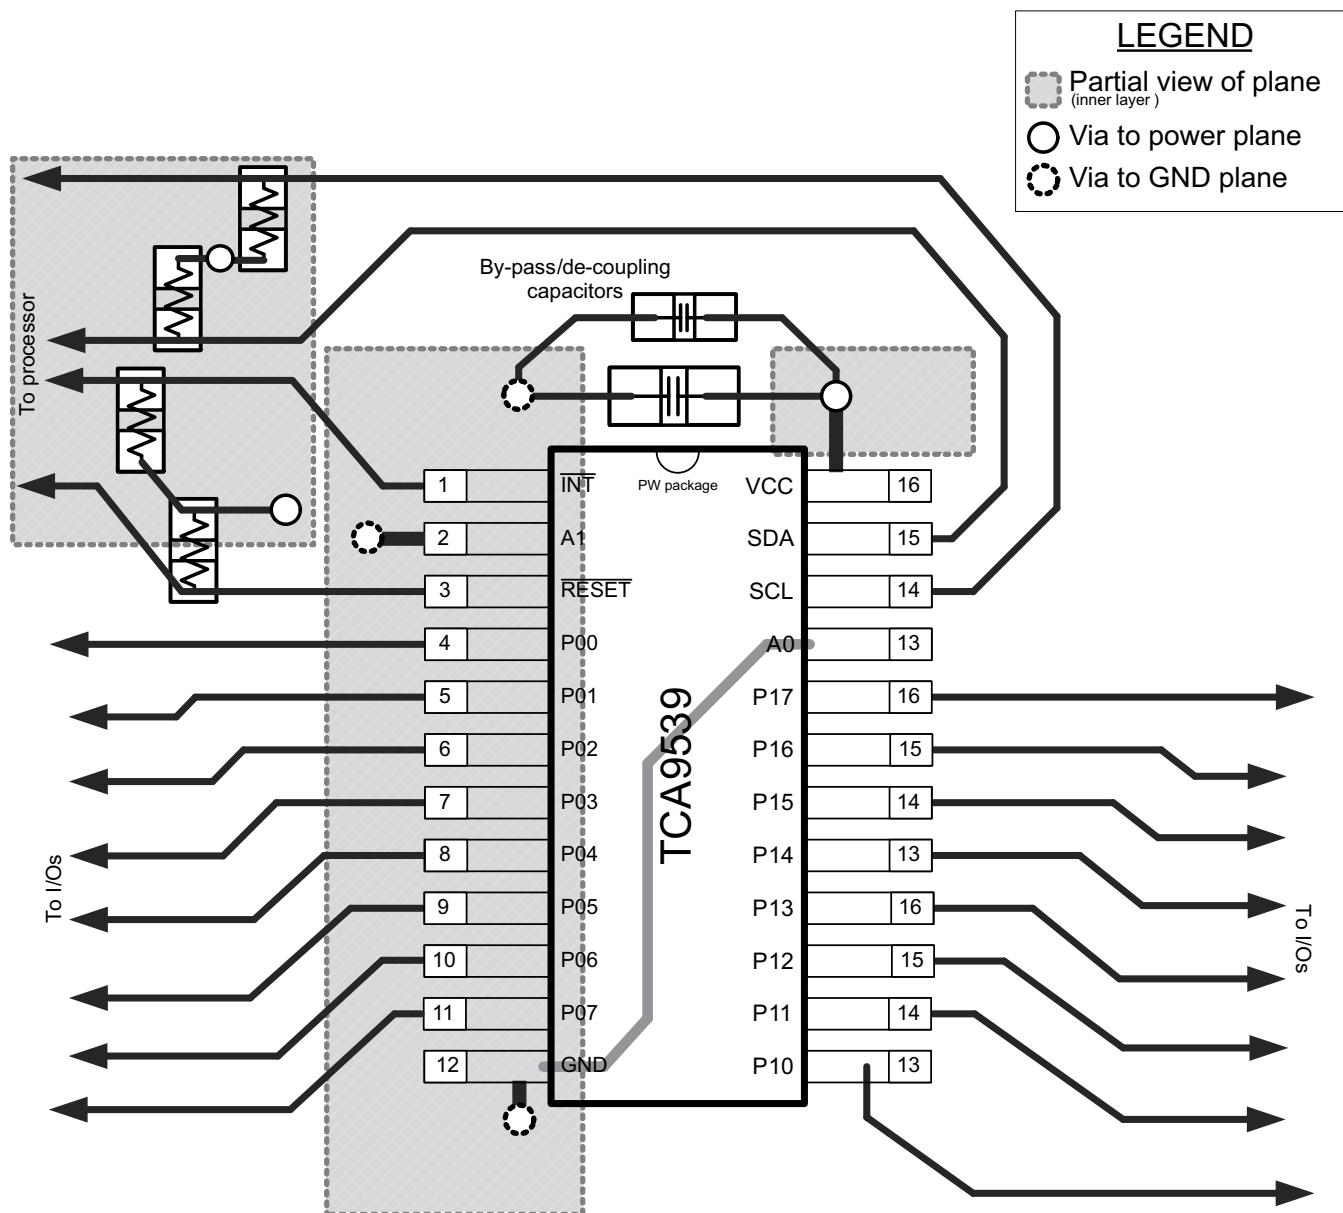 LEGEND
Partial view of plane
(inner layer )
Via to power plane
Via to GND plane
By-pass/de-coupling
capacitors
To processor
PW package
TCA9539
1 INT
2 A1
3 RESET
4 P00
5 P01
6 P02
7 P03
8 P04
9 P05
10 P06
11 P07
12 GND
VCC 16
SDA 15
SCL 14
A0 13
P17 16
P16 15
P15 14
P14 13
P13 16
P12 15
P11 14
P10 13
To I/Os
To I/Os